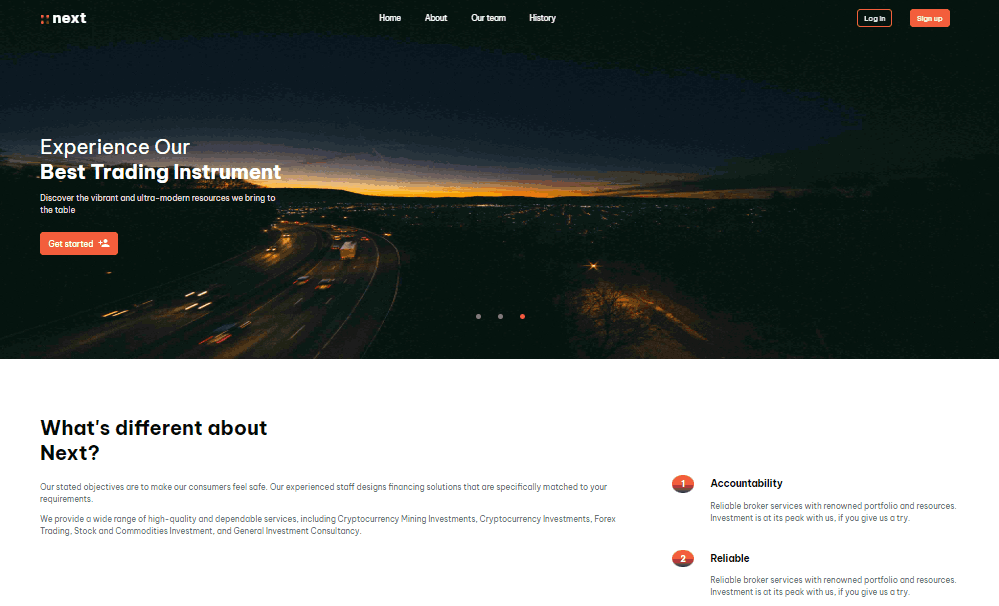 next
Home
About
Our team
History
Log in
Sign up
Experience Our
Best Trading Instrument
Discover the vibrant and ultra-modern resources we bring to
the table
Get started
What's different about
Next?
Our stated objectives are to make our consumers feel safe. Our experienced staff designs financing solutions that are specifically matched to your
requirements.
We provide a wide range of high-quality and dependable services, including Cryptocurrency Mining Investments, Cryptocurrency Investments, Forex
Trading, Stock and Commodities Investment, and General Investment Consultancy.
1
Accountability
Reliable broker services with renowned portfolio and resources.
Investment is at its peak with us, if you give us a try.
2
Reliable
Reliable broker services with renowned portfolio and resources.
Investment is at its peak with us, if you give us a try.